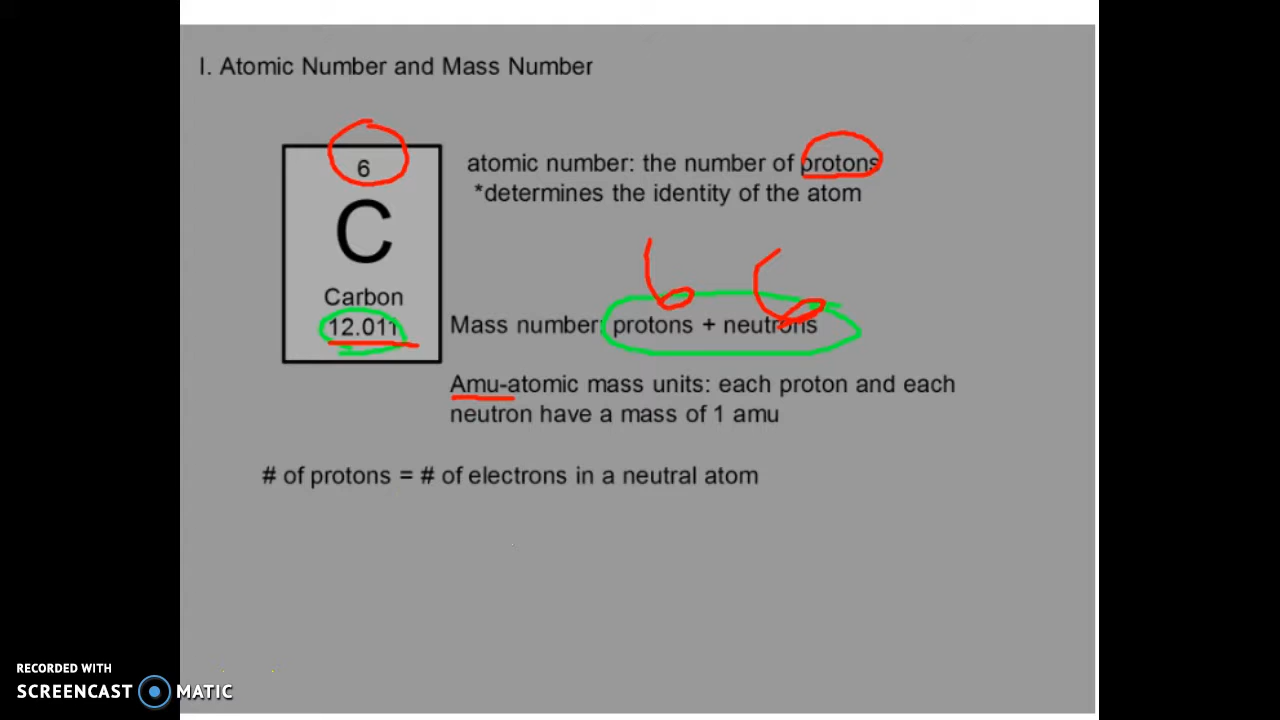 I. Atomic Number and Mass Number
6
C
Carbon
12.011
atomic number: the number of protons
*determines the identity of the atom
6 6
Mass number: protons + neutrons
Amu-atomic mass units: each proton and each
neutron have a mass of 1 amu
# of protons = # of electrons in a neutral atom
RECORDED WITH
SCREENCAST MATIC